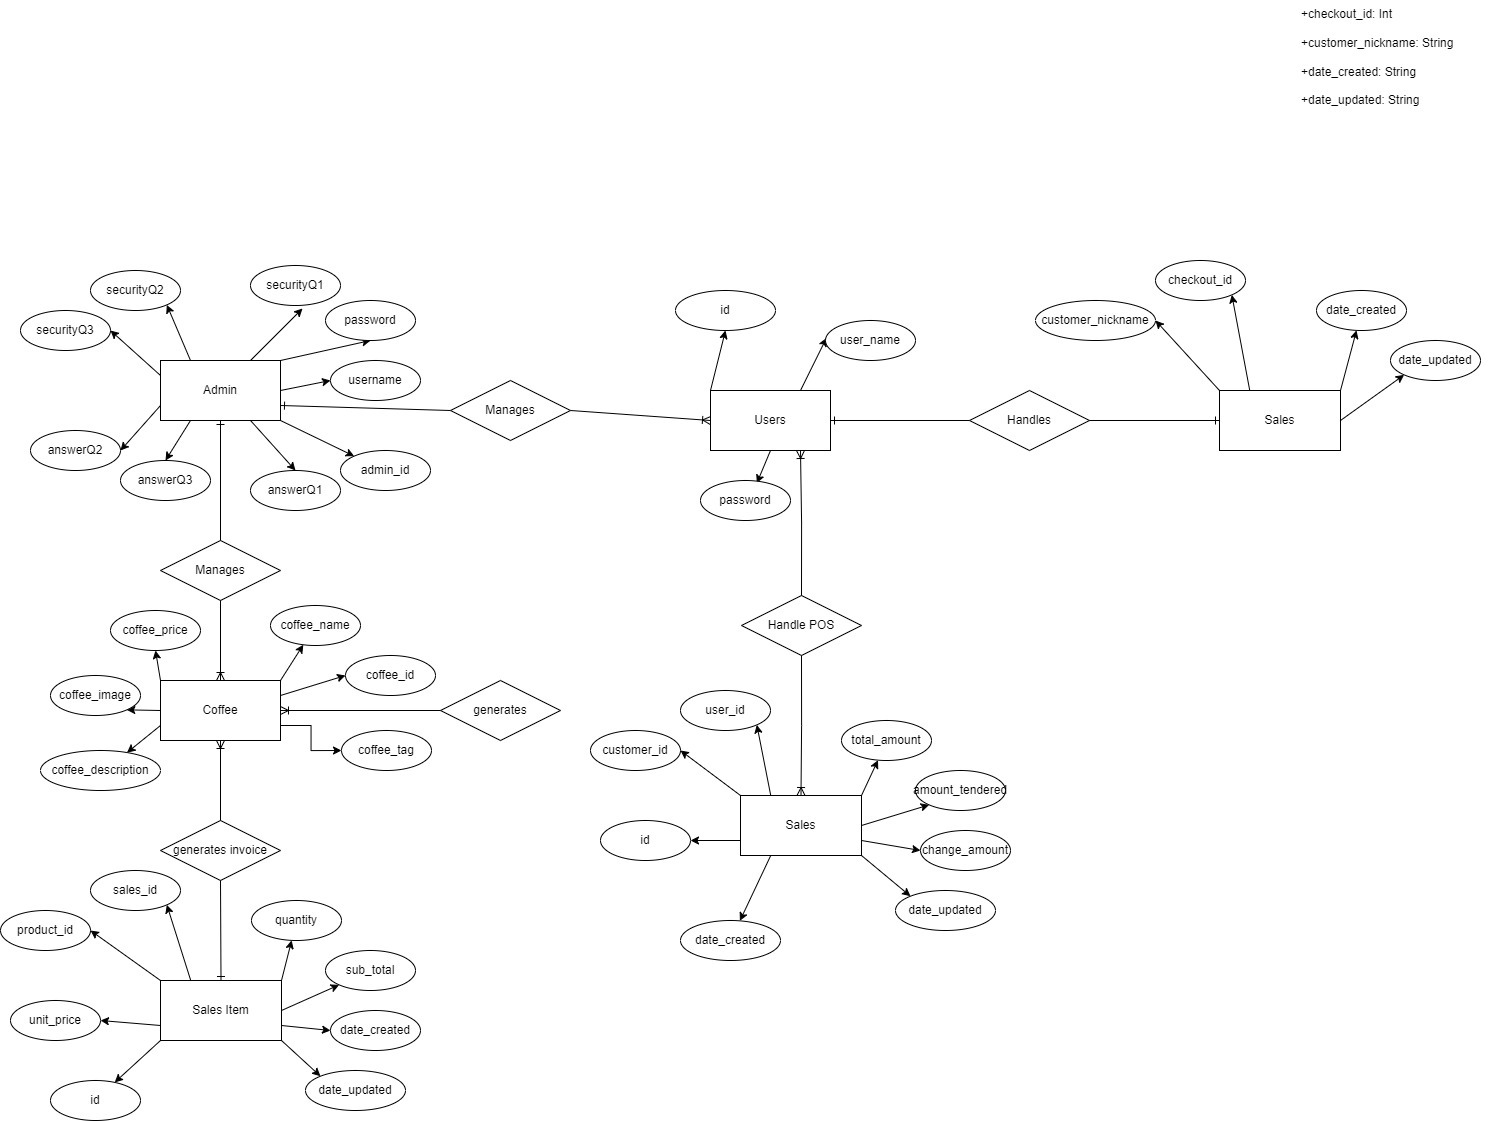 +checkout_id: Int
+customer_nickname: String
+date_created: String
+date_updated: String
securityQ2
securityQ1
securityQ3
password
Admin
username
answerQ2
answerQ3
answerQ1
admin_id
Manages
id
user_name
Users
password
Handles
customer_nickname
checkout_id
date_created
date_updated
Sales
Manages
coffee_price
coffee_name
coffee_id
coffee_image
Coffee
generates
coffee_description
coffee_tag
Handle POS
user_id
customer_id
total_amount
amount_tendered
Sales
id
change_amount
date_updated
date_created
generates invoice
sales_id
quantity
product_id
sub_total
Sales Item
unit_price
date_created
id
date_updated